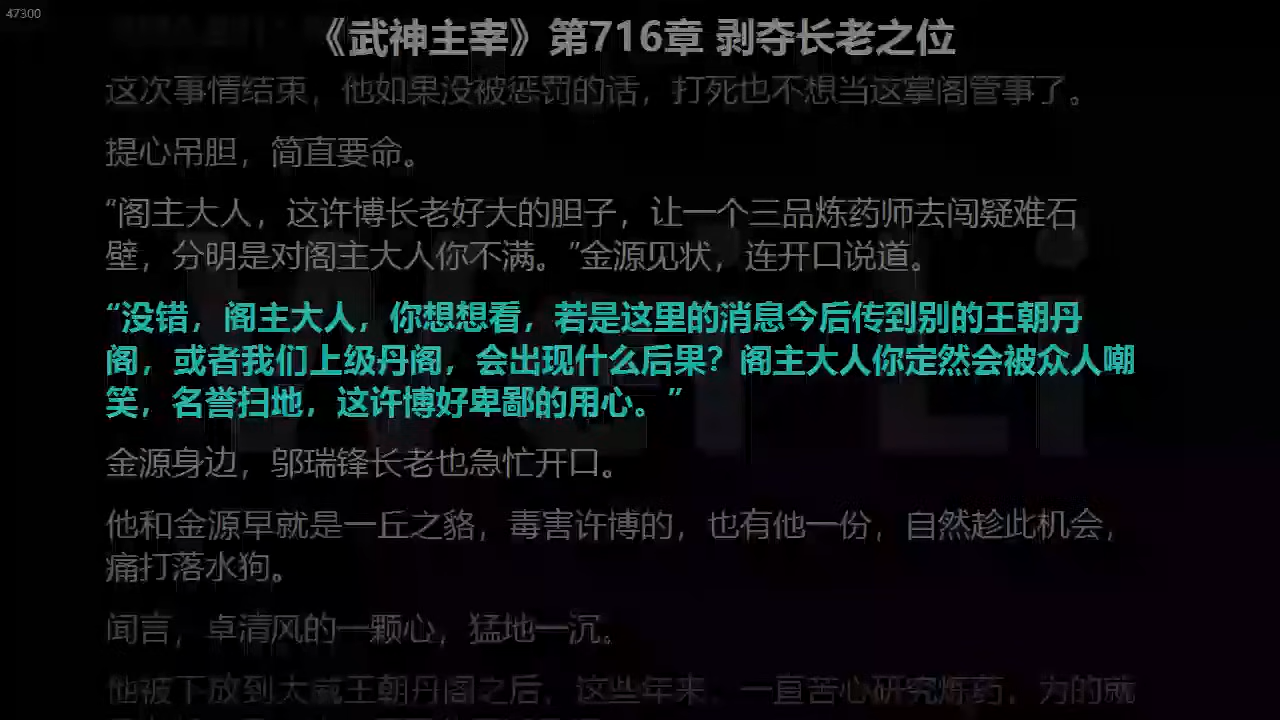 47300
《武神主宰》第716章 剥夺长老之位
这次事情结束，他如果没被惩罚的话，打死也不想当这掌阁管事了。
提心吊胆，简直要命。
“阁主大人，这许博长老好大的胆子，让一个三品炼药师去闯疑难石
壁，分明是对阁主大人你不满。”金源见状，连开口说道。
“没错，阁主大人，你想想看，若是这里的消息今后传到别的王朝丹
阁，或者我们上级丹阁，会出现什么后果？阁主大人你定然会被众人嘲
笑，名誉扫地，这许博好卑鄙的用心。”
金源身边，邬瑞锋长老也急忙开口。
他和金源早就是一丘之貉，毒害许博的，也有他一份，自然趁此机会，
痛打落水狗。
闻言，卓清风的一颗心，猛地一沉。
他被下放到大威王朝丹阁之后，这些年来，一直苦心研究炼药，为的就